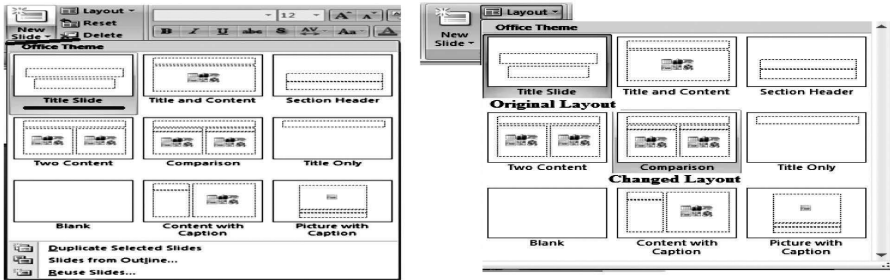 Layout
12
A A
Reset
New
Slide
Delete
B I U abc S AV Aa A
Office Theme
Title Slide Title and Content Section Header
Two Content Comparison Title Only
Blank Content with Caption Picture with Caption
Duplicate Selected Slides
Slides from Outline...
Reuse Slides...
Layout
New
Slide
Office Theme
Title Slide Title and Content Section Header
Original Layout
Two Content Comparison Title Only
Changed Layout
Blank Content with Caption Picture with Caption